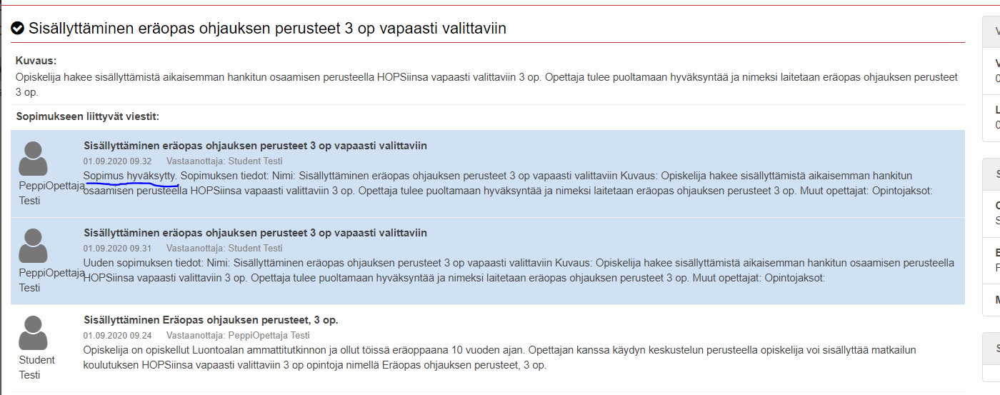 Sisällyttäminen eräopas ohjauksen perusteet 3 op vapaasti valittaviin
Kuvaus:
Opiskelija hakee sisällyttämistä aikaisemman hankitun osaamisen perusteella HOPSiinsa vapaasti valittaviin 3 op. Opettaja tulee puoltamaan hyväksyntää ja nimeksi laitetaan eräopas ohjauksen perusteet
3 op.
Sopimukseen liittyvät viestit:
Sisällyttäminen eräopas ohjauksen perusteet 3 op vapaasti valittaviin
01.09.2020 09.32 Vastaanottaja: Student Testi
Sopimus hyväksytty. Sopimuksen tiedot: Nimi: Sisällyttäminen eräopas ohjauksen perusteet 3 op vapaasti valittaviin Kuvaus: Opiskelija hakee sisällyttämistä aikaisemman hankitun
osaamisen perusteella HOPSiinsa vapaasti valittaviin 3 op. Opettaja tulee puoltamaan hyväksyntää ja nimeksi laitetaan eräopas ohjauksen perusteet 3 op. Muut opettajat: Opintojaksot:
PeppiOpettaja
Testi
Sisällyttäminen eräopas ohjauksen perusteet 3 op vapaasti valittaviin
01.09.2020 09.31 Vastaanottaja: Student Testi
Uuden sopimuksen tiedot: Nimi: Sisällyttäminen eräopas ohjauksen perusteet 3 op vapaasti valittaviin Kuvaus: Opiskelija hakee sisällyttämistä aikaisemman hankitun osaamisen perusteella
HOPSiinsa vapaasti valittaviin 3 op. Opettaja tulee puoltamaan hyväksyntää ja nimeksi laitetaan eräopas ohjauksen perusteet 3 op. Muut opettajat: Opintojaksot:
PeppiOpettaja
Testi
Sisällyttäminen Eräopas ohjauksen perusteet, 3 op.
01.09.2020 09.24 Vastaanottaja: PeppiOpettaja Testi
Opiskelija on opiskellut Luontoalan ammattitutkinnon ja ollut töissä eräoppaana 10 vuoden ajan. Opettajan kanssa käydyn keskustelun perusteella opiskelija voi sisällyttää matkailun
koulutuksen HOPSiinsa vapaasti valittaviin 3 op opintoja nimellä Eräopas ohjauksen perusteet, 3 op.
Student
Testi